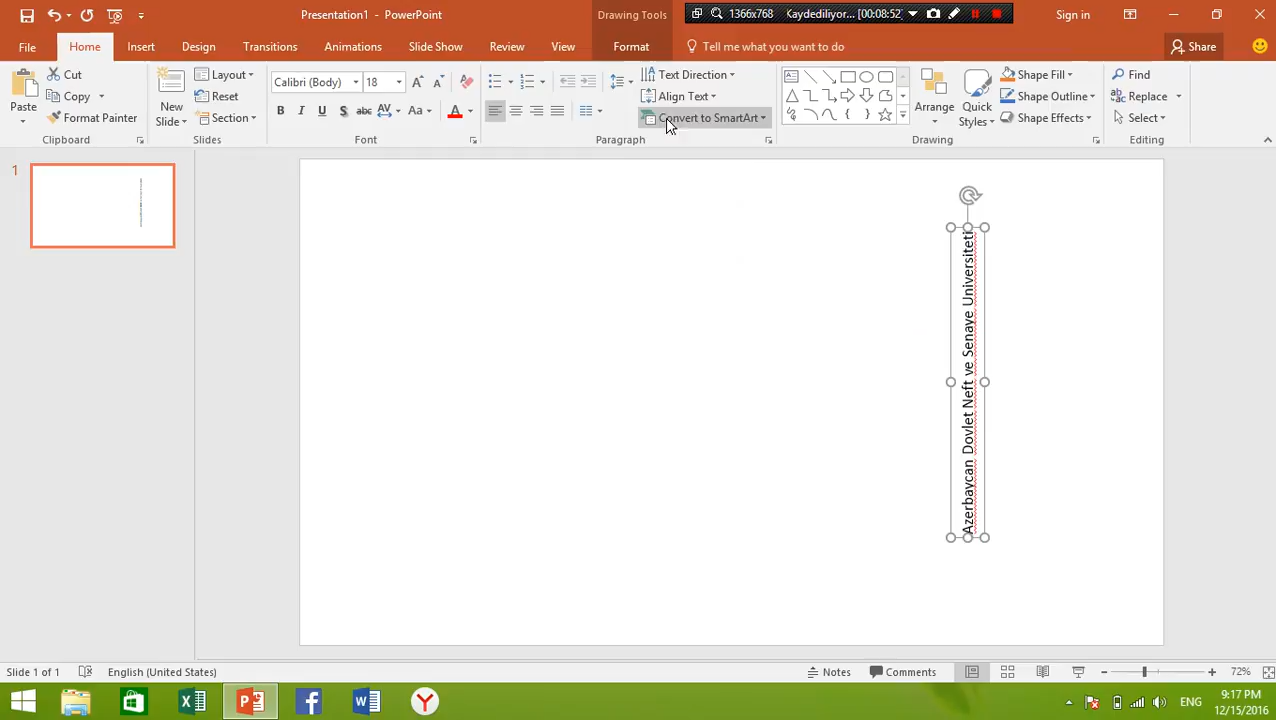 Presentation1 - PowerPoint
Drawing Tools
1366x768
Kaydediliyor... [00:08:52]
Sign in
File
Home
Insert
Design
Transitions
Animations
Slide Show
Review
View
Format
Tell me what you want to do
Share
Paste
Cut
Copy
Format Painter
Clipboard
New
Slide
Layout
Reset
Section
Slides
Calibri (Body)
18
B I U S abc AV Aa A
Font
Text Direction
Align Text
Convert to SmartArt
Paragraph
Arrange
Quick
Styles
Shape Fill
Shape Outline
Shape Effects
Drawing
Find
Replace
Select
Editing
1
Azerbaycan Dovlet Neft ve Senaye Universiteti
Slide 1 of 1
English (United States)
Notes
Comments
72%
ENG
9:17 PM
12/15/2016